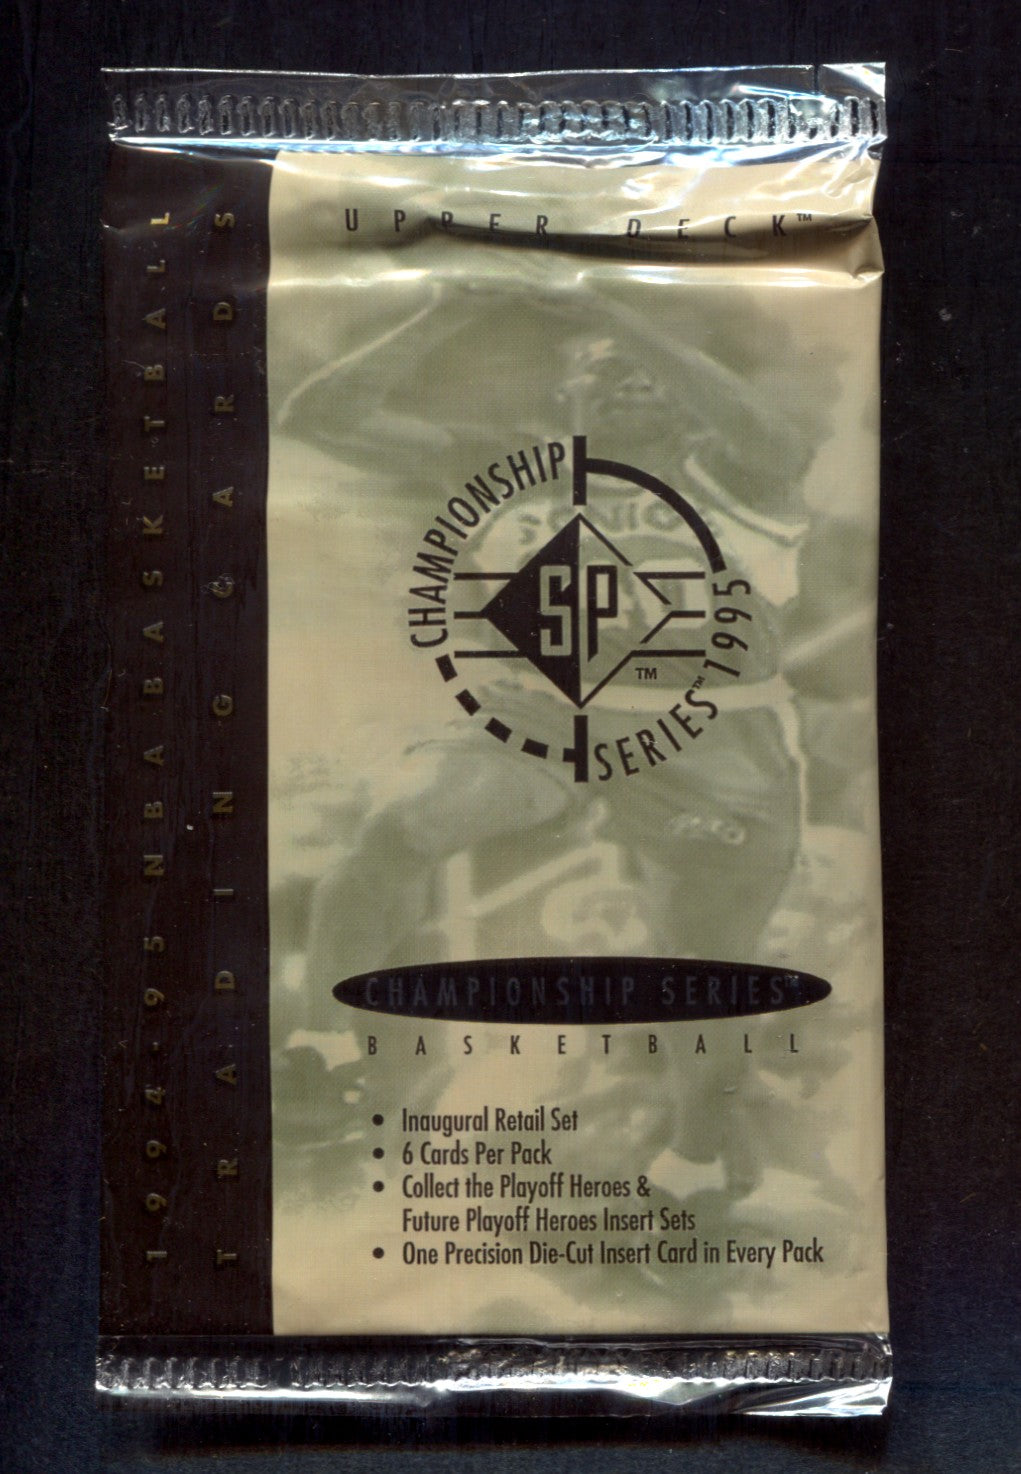 1994-95 NBA BASKETBALL
TRADING CARDS
UPPER DECK™
CHAMPIONSHIP
SERIES™ 1995
SP
™
SONICS
CHAMPIONSHIP SERIES™
BASKETBALL
• Inaugural Retail Set
• 6 Cards Per Pack
• Collect the Playoff Heroes &
Future Playoff Heroes Insert Sets
• One Precision Die-Cut Insert Card in Every Pack